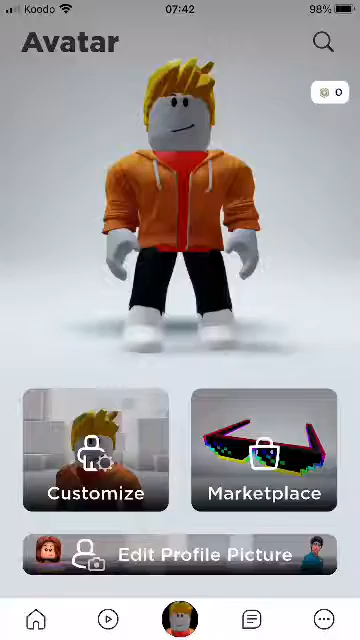 Koodo 07:42 98%
Avatar
0
Customize
Marketplace
Edit Profile Picture